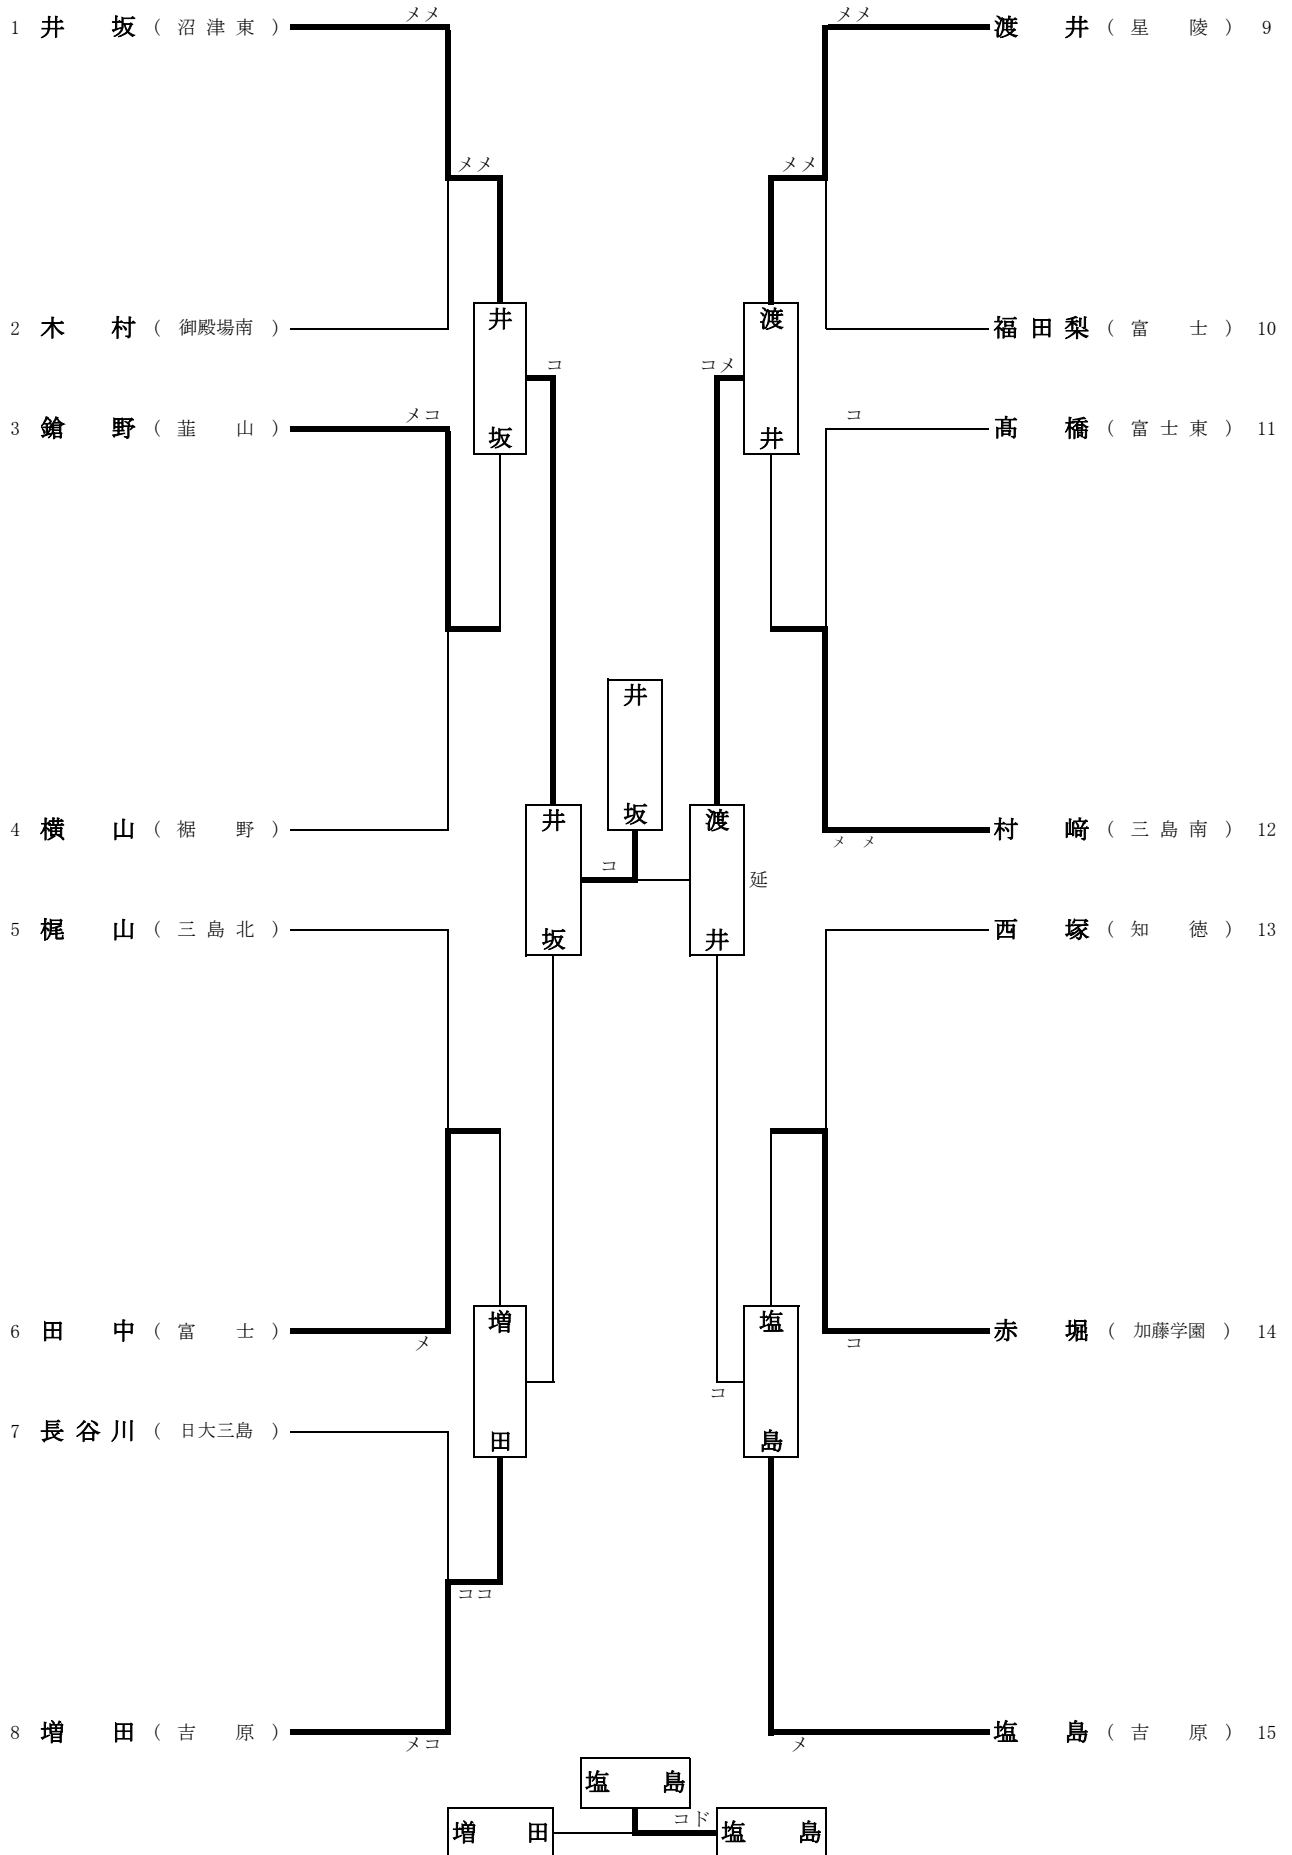 メメ メメ
1 井 坂 ( 沼 津 東 ) 渡 井 ( 星 陵 ) 9
メメ メメ
井 渡
2 木 村 ( 御殿場南 ) 福 田 梨 ( 富 士 ) 10
コ コメ
メコ コ
3 鎗 野 ( 韮 山 ) 髙 橋 ( 富 士 東 ) 11
坂 井
井
坂
井 渡
4 横 山 ( 裾 野 ) 村 﨑 ( 三 島 南 ) 12
メ メ
コ 延
5 梶 山 ( 三 島 北 ) 西 塚 ( 知 徳 ) 13
坂 井
増 塩
6 田 中 ( 富 士 ) 赤 堀 ( 加藤学園 ) 14
メ コ
コ
7 長 谷 川 ( 日大三島 )
田 島
ココ
8 増 田 ( 吉 原 ) 塩 島 ( 吉 原 ) 15
メコ メ
塩 島
コド
増 田 塩 島